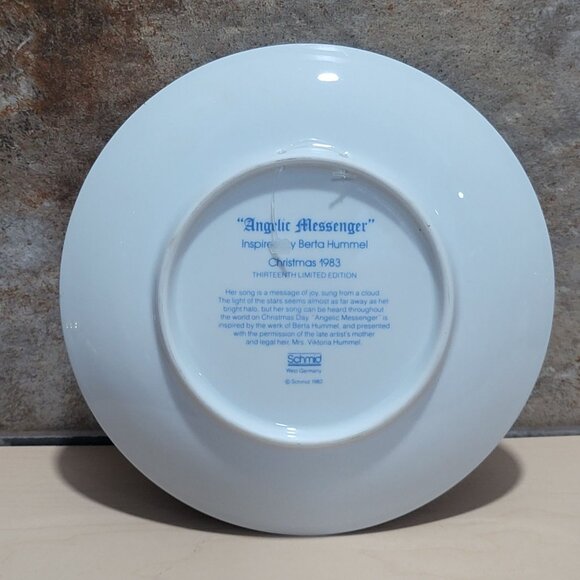 "Angelic Messenger"
Inspired by Berta Hummel
Christmas 1983
THIRTEENTH LIMITED EDITION
Her song is a message of joy, sung from a cloud.
The light of the stars seems almost as far away as her
bright halo, but her song can be heard throughout
the world on Christmas Day. "Angelic Messenger" is
inspired by the work of Berta Hummel, and presented
with the permission of the late artist's mother
and legal heir, Mrs. Viktoria Hummel.
Schmid
West Germany
© Schmid 1982